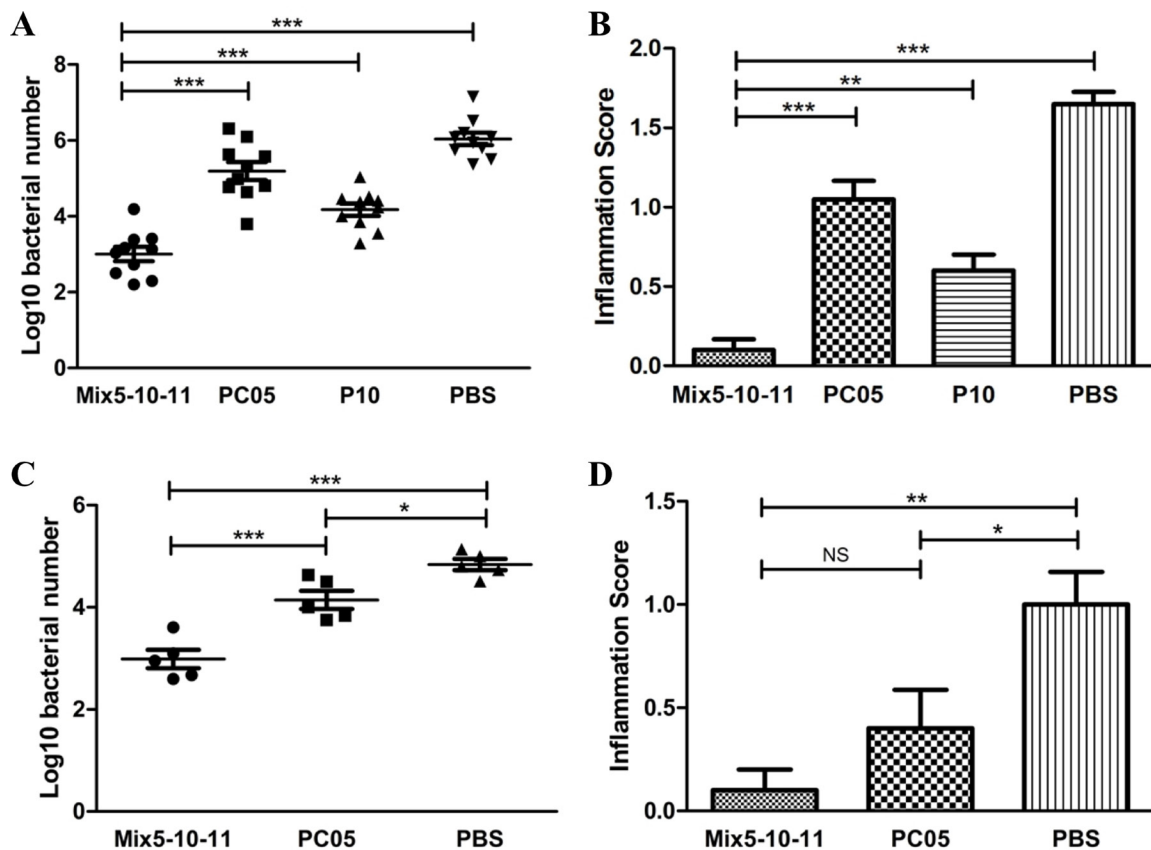 A
Log10 bacterial number
8
6
4
2
0
***
***
***
Mix5-10-11 PC05 P10 PBS
B
Inflammation Score
2.0
1.5
1.0
0.5
0.0
***
**
***
Mix5-10-11 PC05 P10 PBS
C
Log10 bacterial number
6
4
2
0
***
*
***
Mix5-10-11 PC05 PBS
D
Inflammation Score
1.5
1.0
0.5
0.0
**
*
NS
Mix5-10-11 PC05 PBS